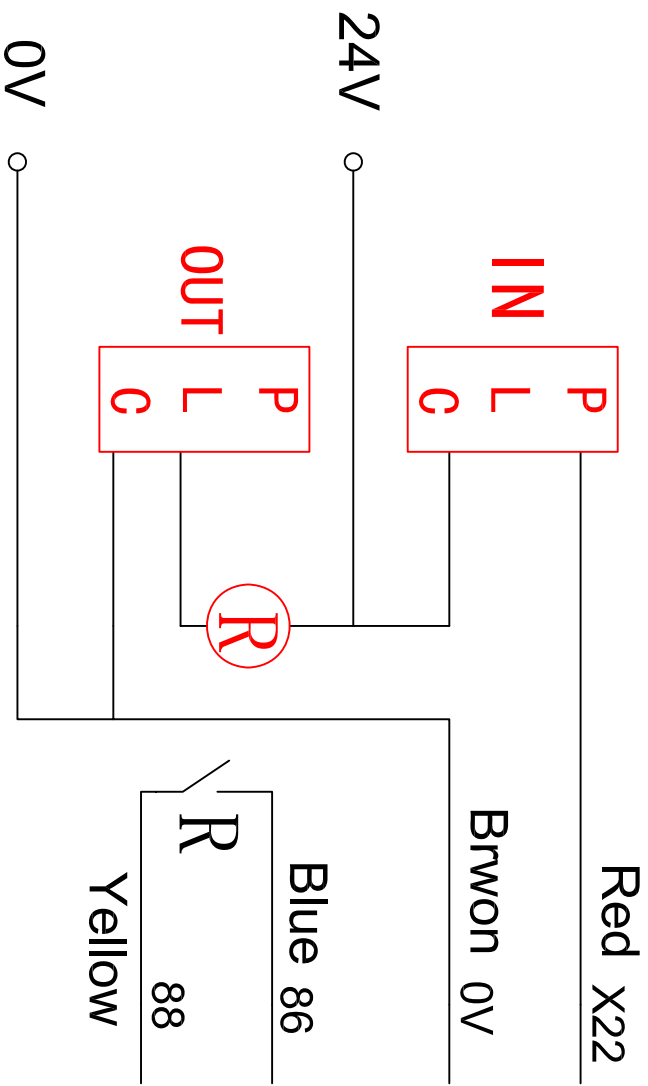 Red X22
P
IN
L
Brwon 0V
C
24V
Blue 86
P
R
R
OUT
L
88
C
Yellow
0V